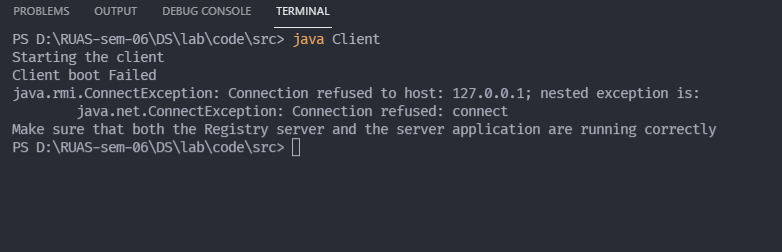 PROBLEMS OUTPUT DEBUG CONSOLE TERMINAL
PS D:\RUAS-sem-06\DS\lab\code\src> java Client
Starting the client
Client boot Failed
java.rmi.ConnectException: Connection refused to host: 127.0.0.1; nested exception is:
        java.net.ConnectException: Connection refused: connect
Make sure that both the Registry server and the server application are running correctly
PS D:\RUAS-sem-06\DS\lab\code\src>